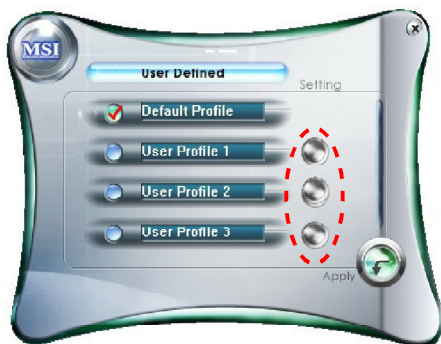 MSI
User Defined
Setting
Default Profile
User Profile 1
User Profile 2
User Profile 3
Apply